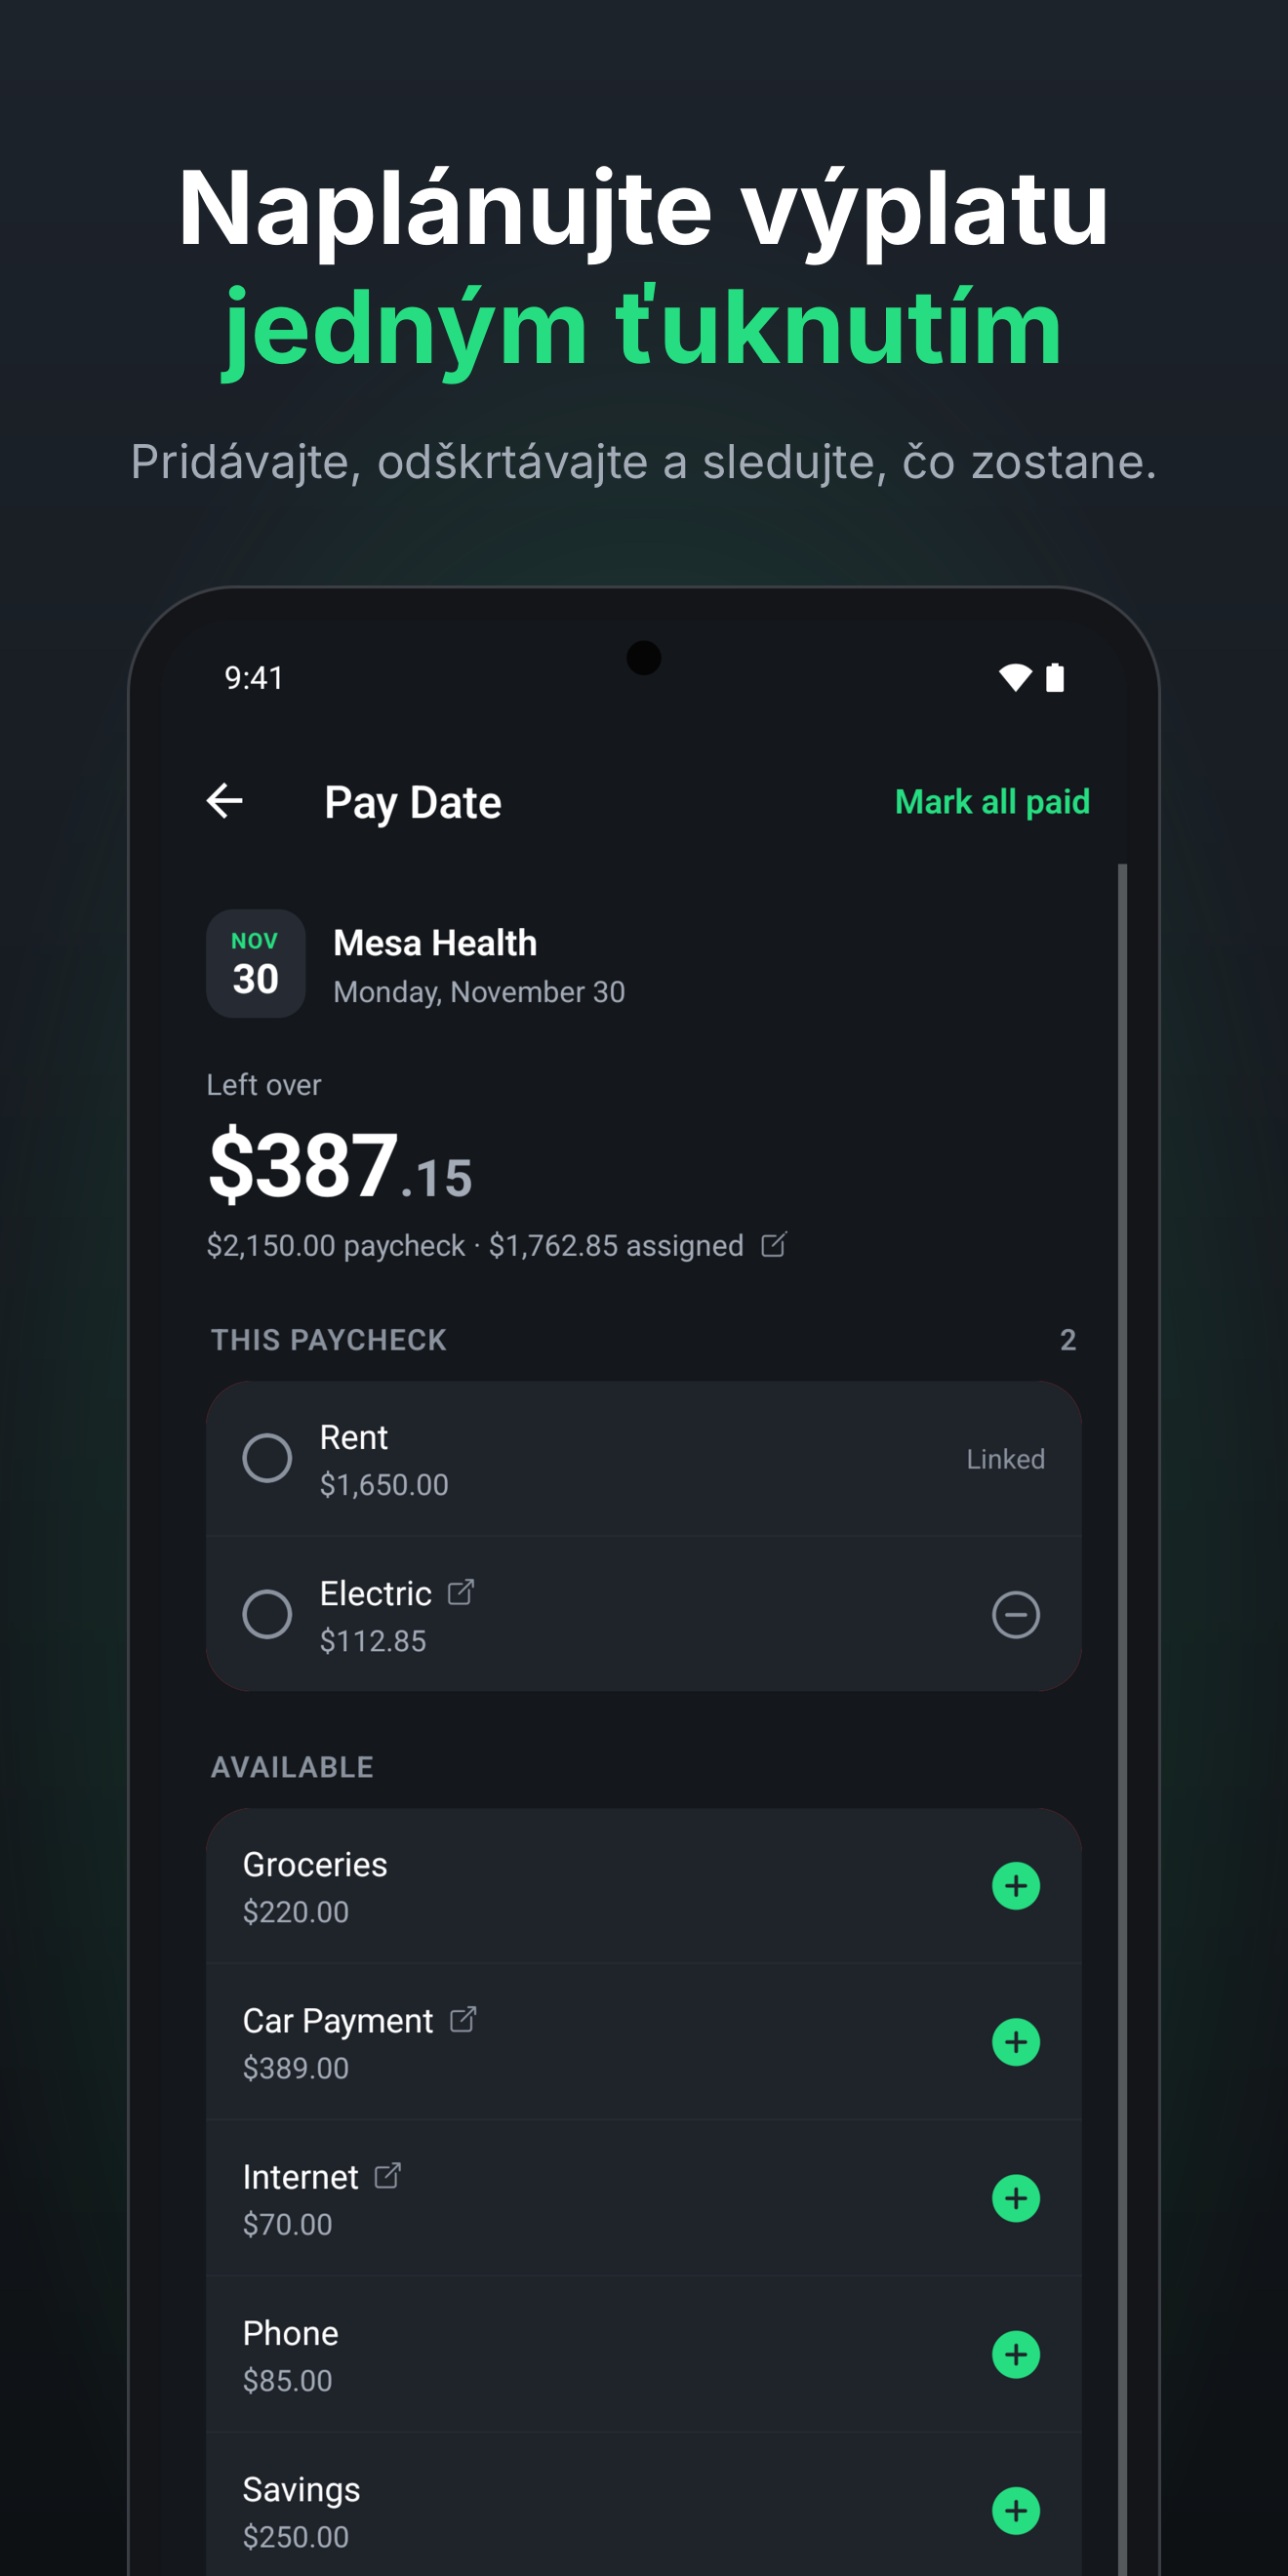 Naplánujte výplatu
jedným ťuknutím
Pridávajte, odškrtávajte a sledujte, čo zostane.
9:41
Pay Date
Mark all paid
NOV
30
Mesa Health
Monday, November 30
Left over
$387.15
$2,150.00 paycheck · $1,762.85 assigned
THIS PAYCHECK
2
Rent
$1,650.00
Linked
Electric
$112.85
AVAILABLE
Groceries
$220.00
Car Payment
$389.00
Internet
$70.00
Phone
$85.00
Savings
$250.00